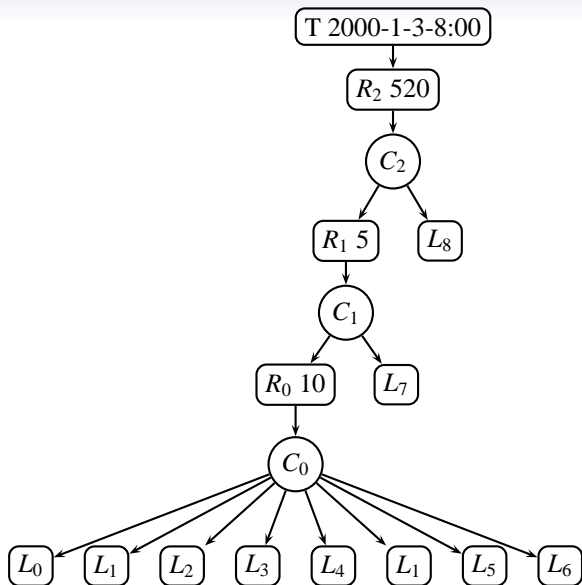 T 2000-1-3-8:00
R₂ 520
C₂
R₁ 5 L₈
C₁
R₀ 10 L₇
C₀
L₀ L₁ L₂ L₃ L₄ L₁ L₅ L₆